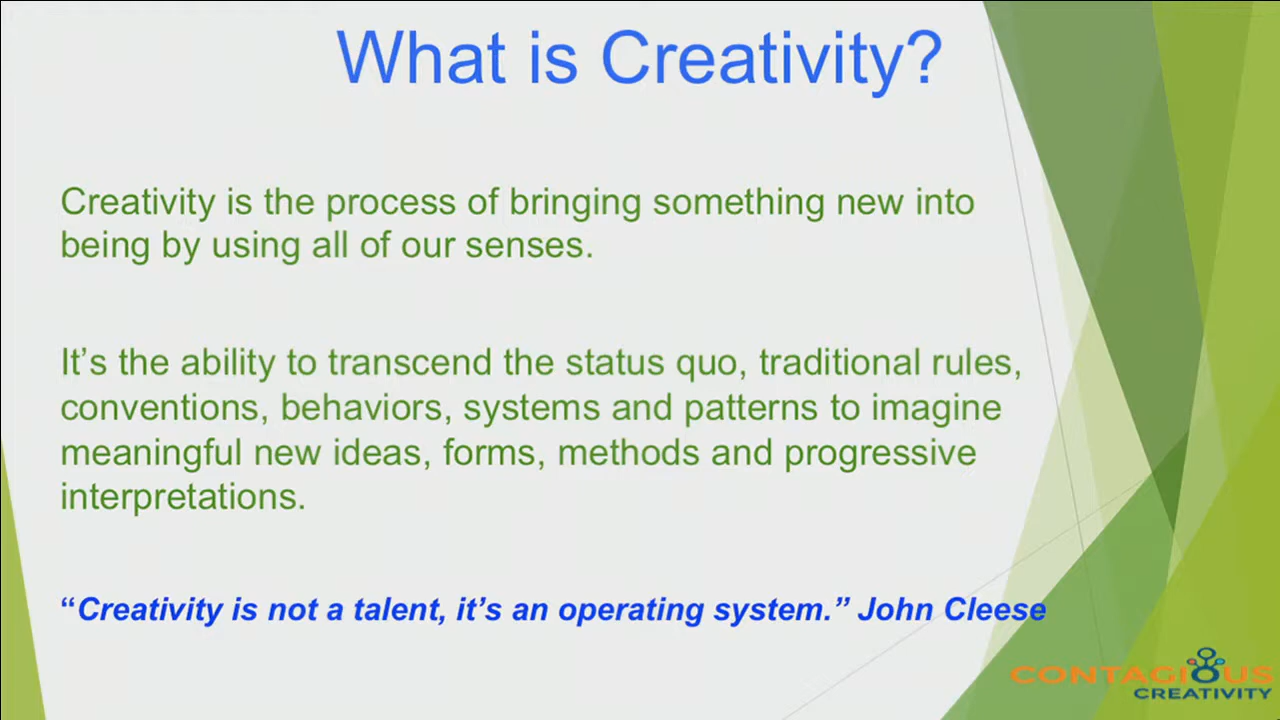 What is Creativity?
Creativity is the process of bringing something new into
being by using all of our senses.
It’s the ability to transcend the status quo, traditional rules,
conventions, behaviors, systems and patterns to imagine
meaningful new ideas, forms, methods and progressive
interpretations.
“Creativity is not a talent, it’s an operating system.” John Cleese
CONTAGIOUS
CREATIVITY